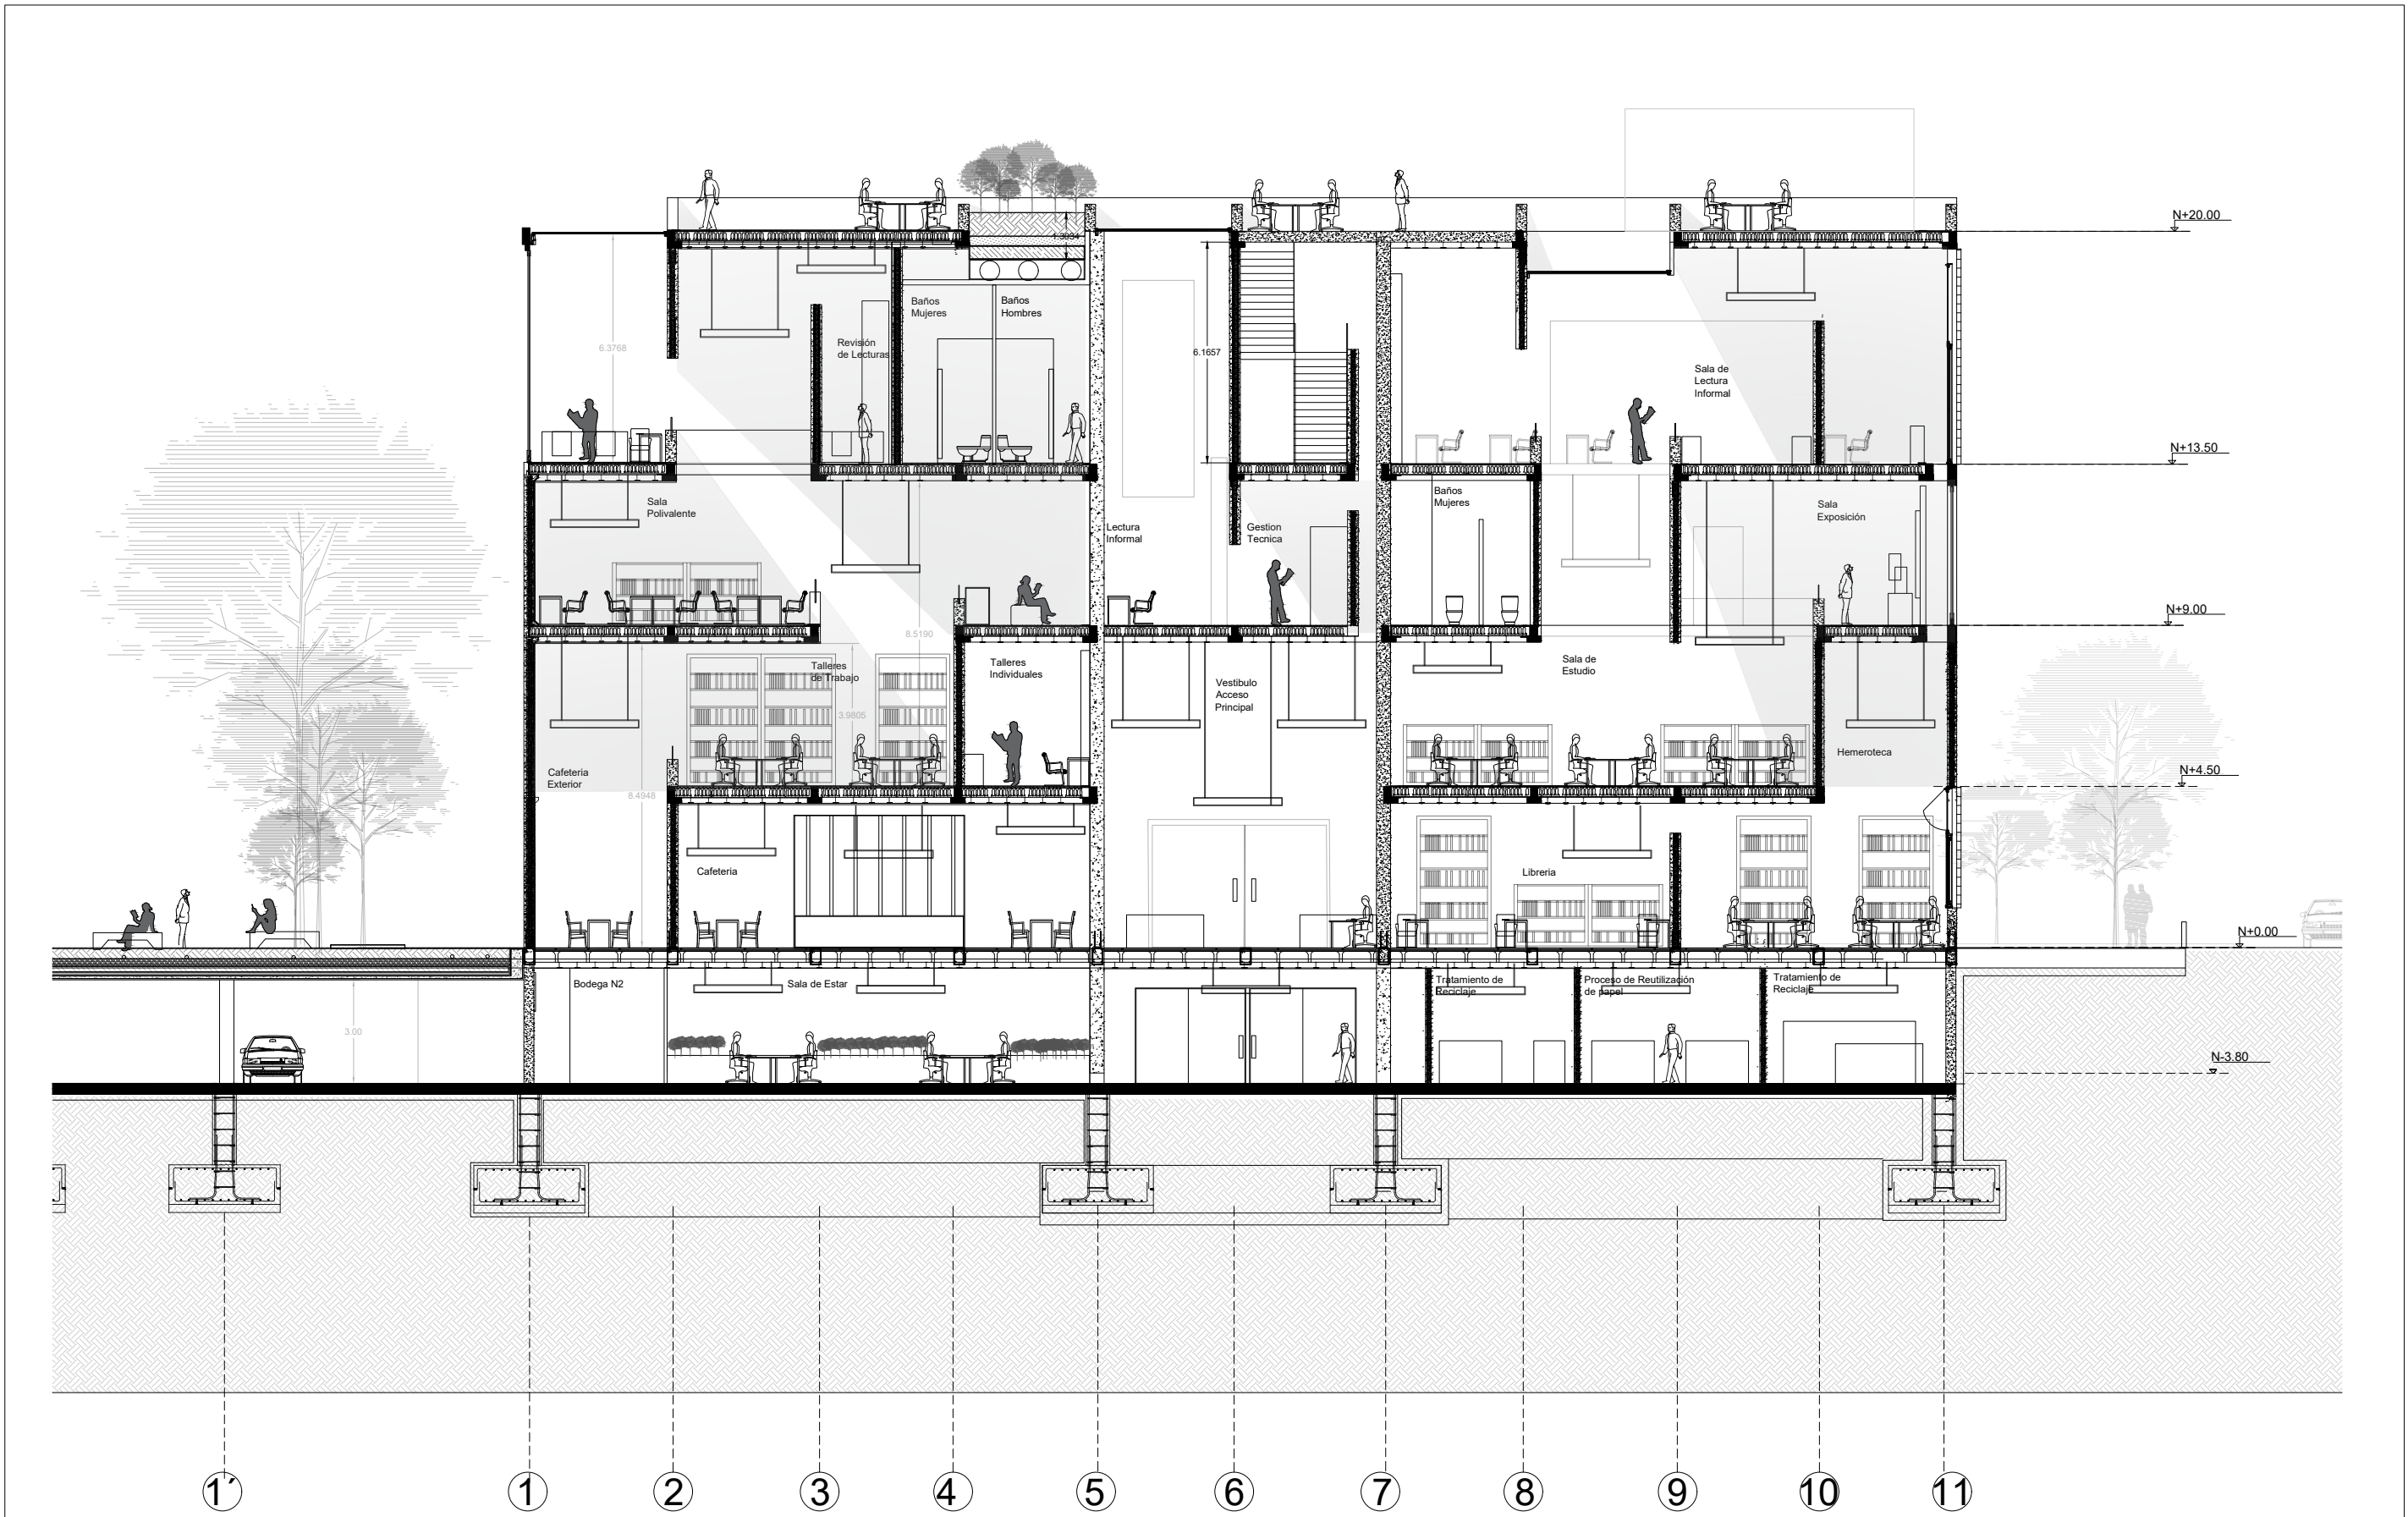 N+20.00
1.3034
Baños
Mujeres
Baños
Hombres
6.3768
Revisión
de Lecturas
6.1657
Sala de
Lectura
Informal
N+13.50
Sala
Polivalente
Lectura
Informal
Gestion
Tecnica
Baños
Mujeres
Sala
Exposición
N+9.00
8.5190
Talleres
de Trabajo
Talleres
Individuales
Vestibulo
Acceso
Principal
Sala de
Estudio
3.9805
Hemeroteca
Cafeteria
Exterior
8.4948
N+4.50
Cafeteria
Libreria
N+0.00
Bodega N2
Sala de Estar
Tratamiento de
Reciclaje
Proceso de Reutilización
de papel
Tratamiento de
Reciclaje
3.00
N-3.80
1´
1
2
3
4
5
6
7
8
9
10
11